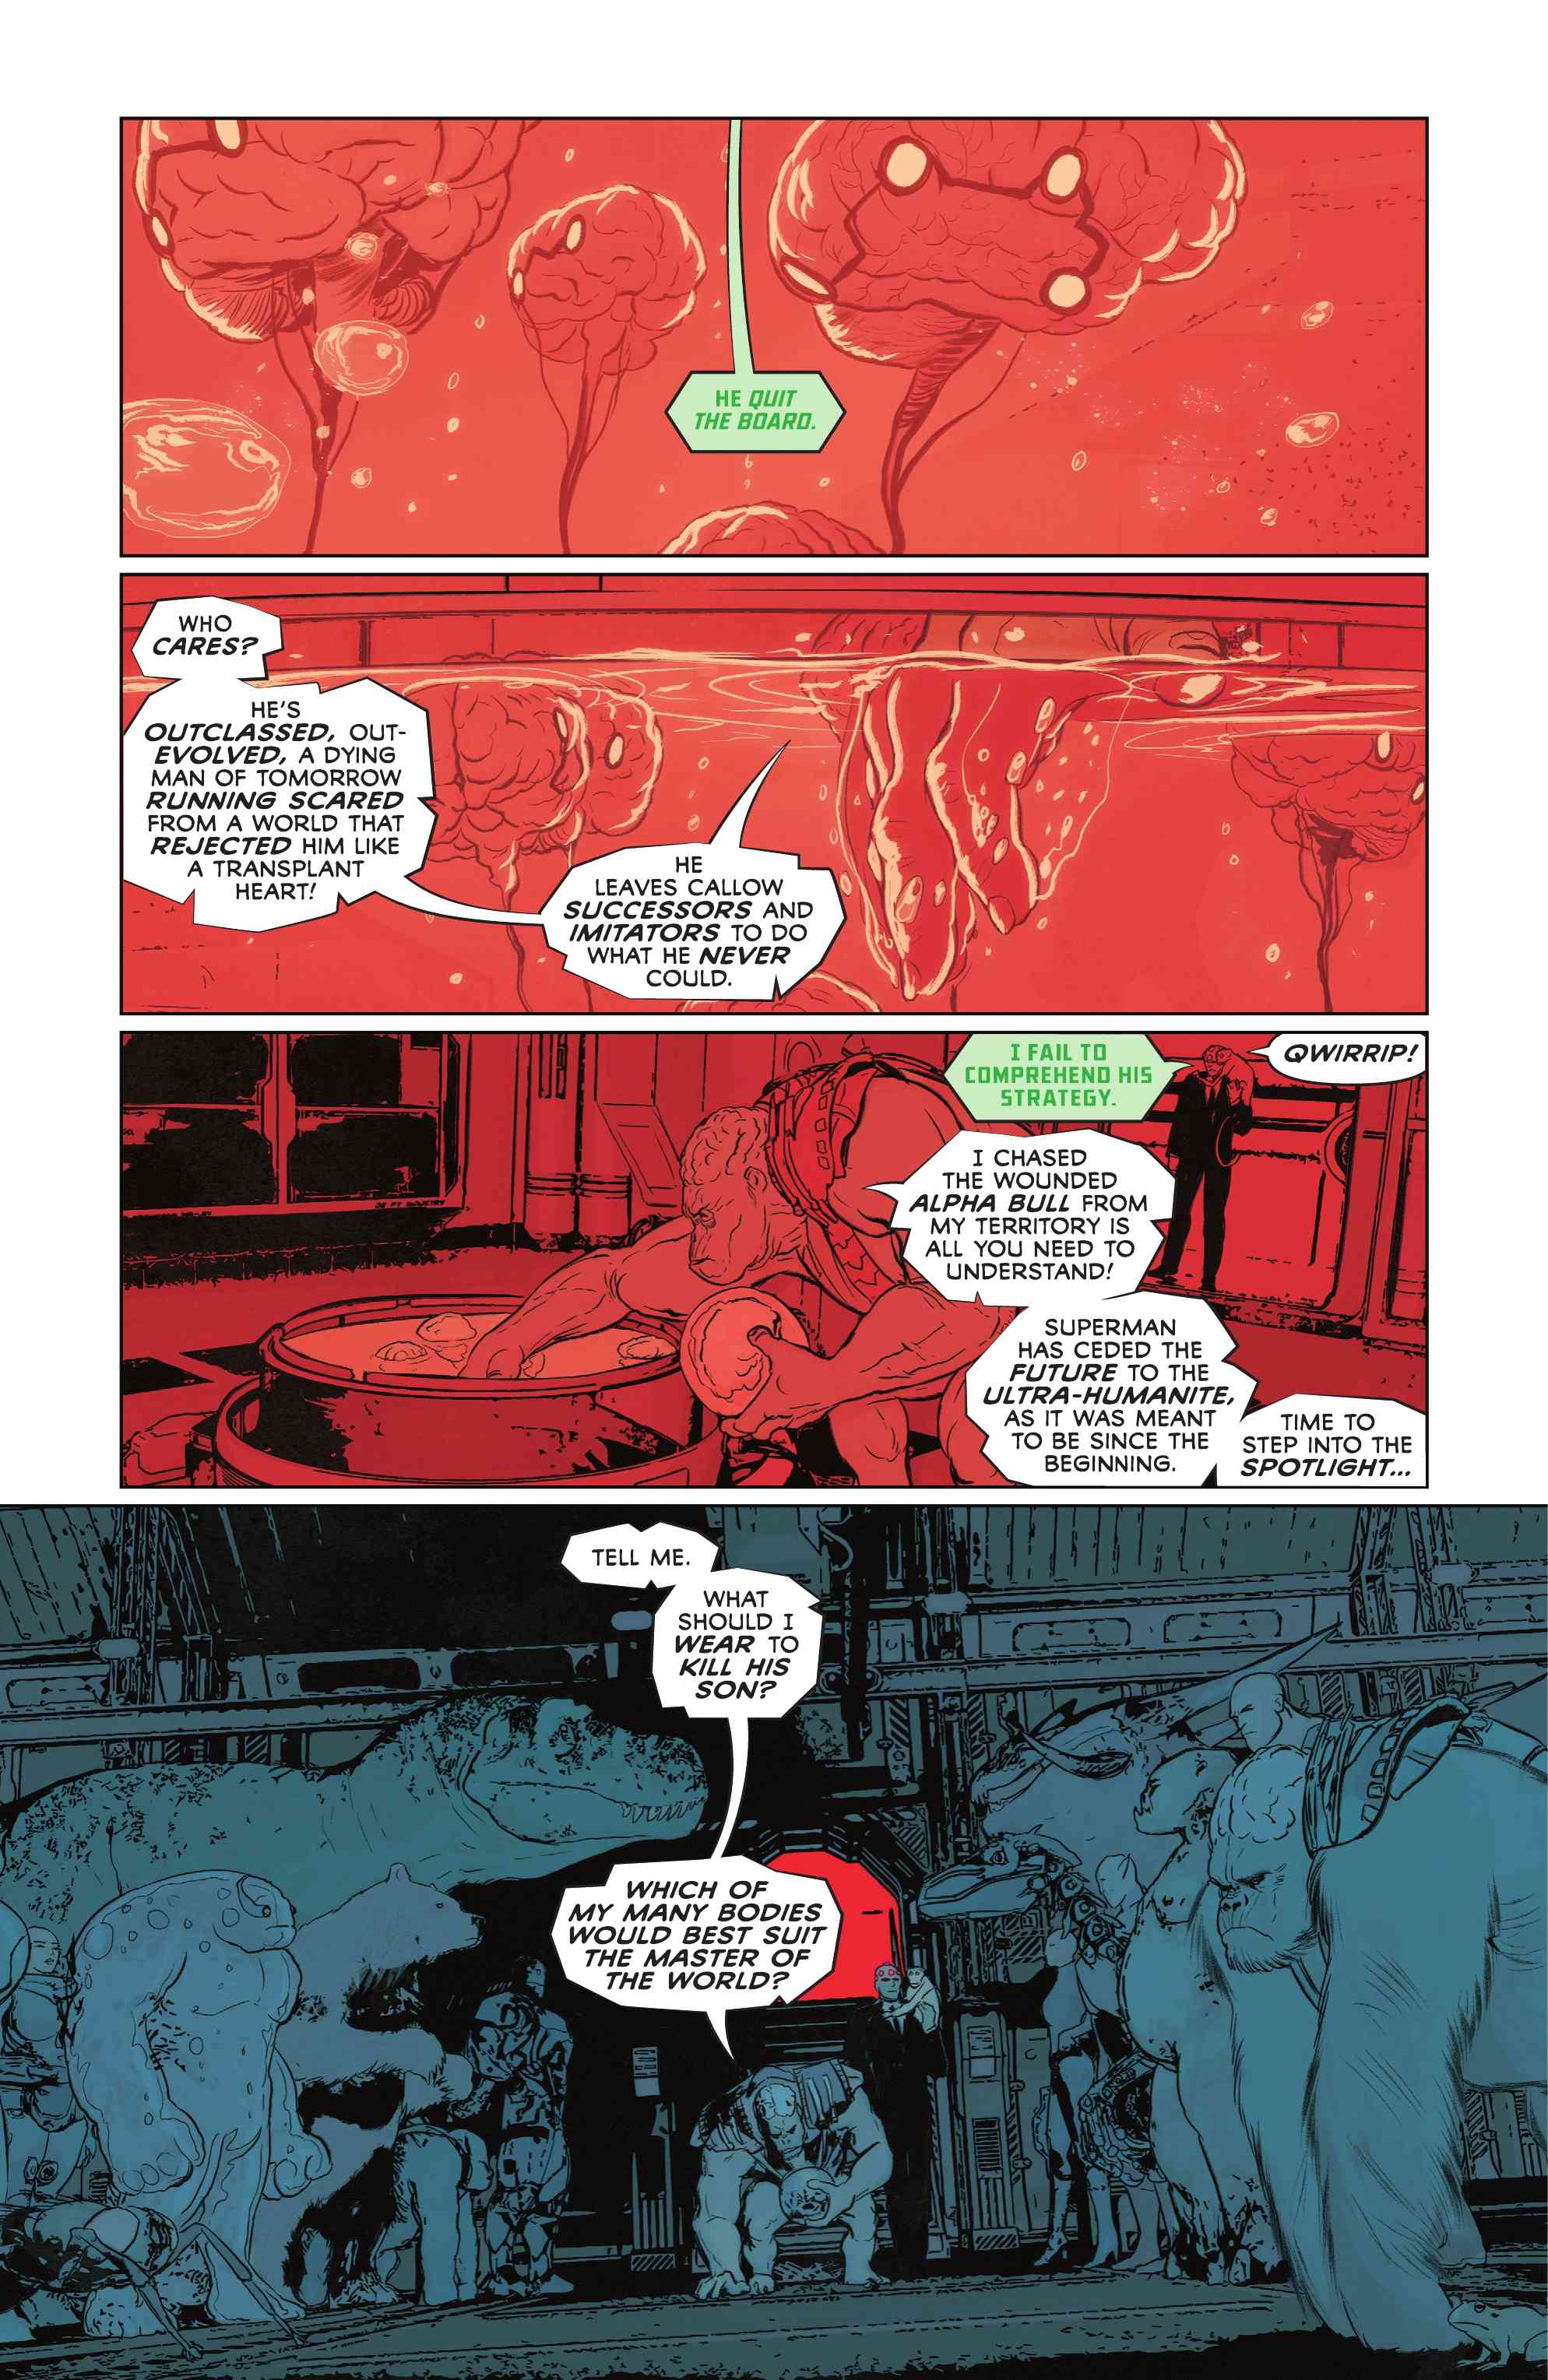 HE QUIT
THE BOARD.
WHO
CARES?
HE'S
OUTCLASSED, OUT-
EVOLVED, A DYING
MAN OF TOMORROW
RUNNING SCARED
FROM A WORLD THAT
REJECTED HIM LIKE
A TRANSPLANT
HEART!
HE
LEAVES CALLOW
SUCCESSORS AND
IMITATORS TO DO
WHAT HE NEVER
COULD.
I FAIL TO
COMPREHEND HIS
STRATEGY.
QWIRRIP!
I CHASED
THE WOUNDED
ALPHA BULL FROM
MY TERRITORY IS
ALL YOU NEED TO
UNDERSTAND!
SUPERMAN
HAS CEDED THE
FUTURE TO THE
ULTRA-HUMANITE,
AS IT WAS MEANT
TO BE SINCE THE
BEGINNING.
TIME TO
STEP INTO THE
SPOTLIGHT...
TELL ME.
WHAT
SHOULD I
WEAR TO
KILL HIS
SON?
WHICH OF
MY MANY BODIES
WOULD BEST SUIT
THE MASTER OF
THE WORLD?